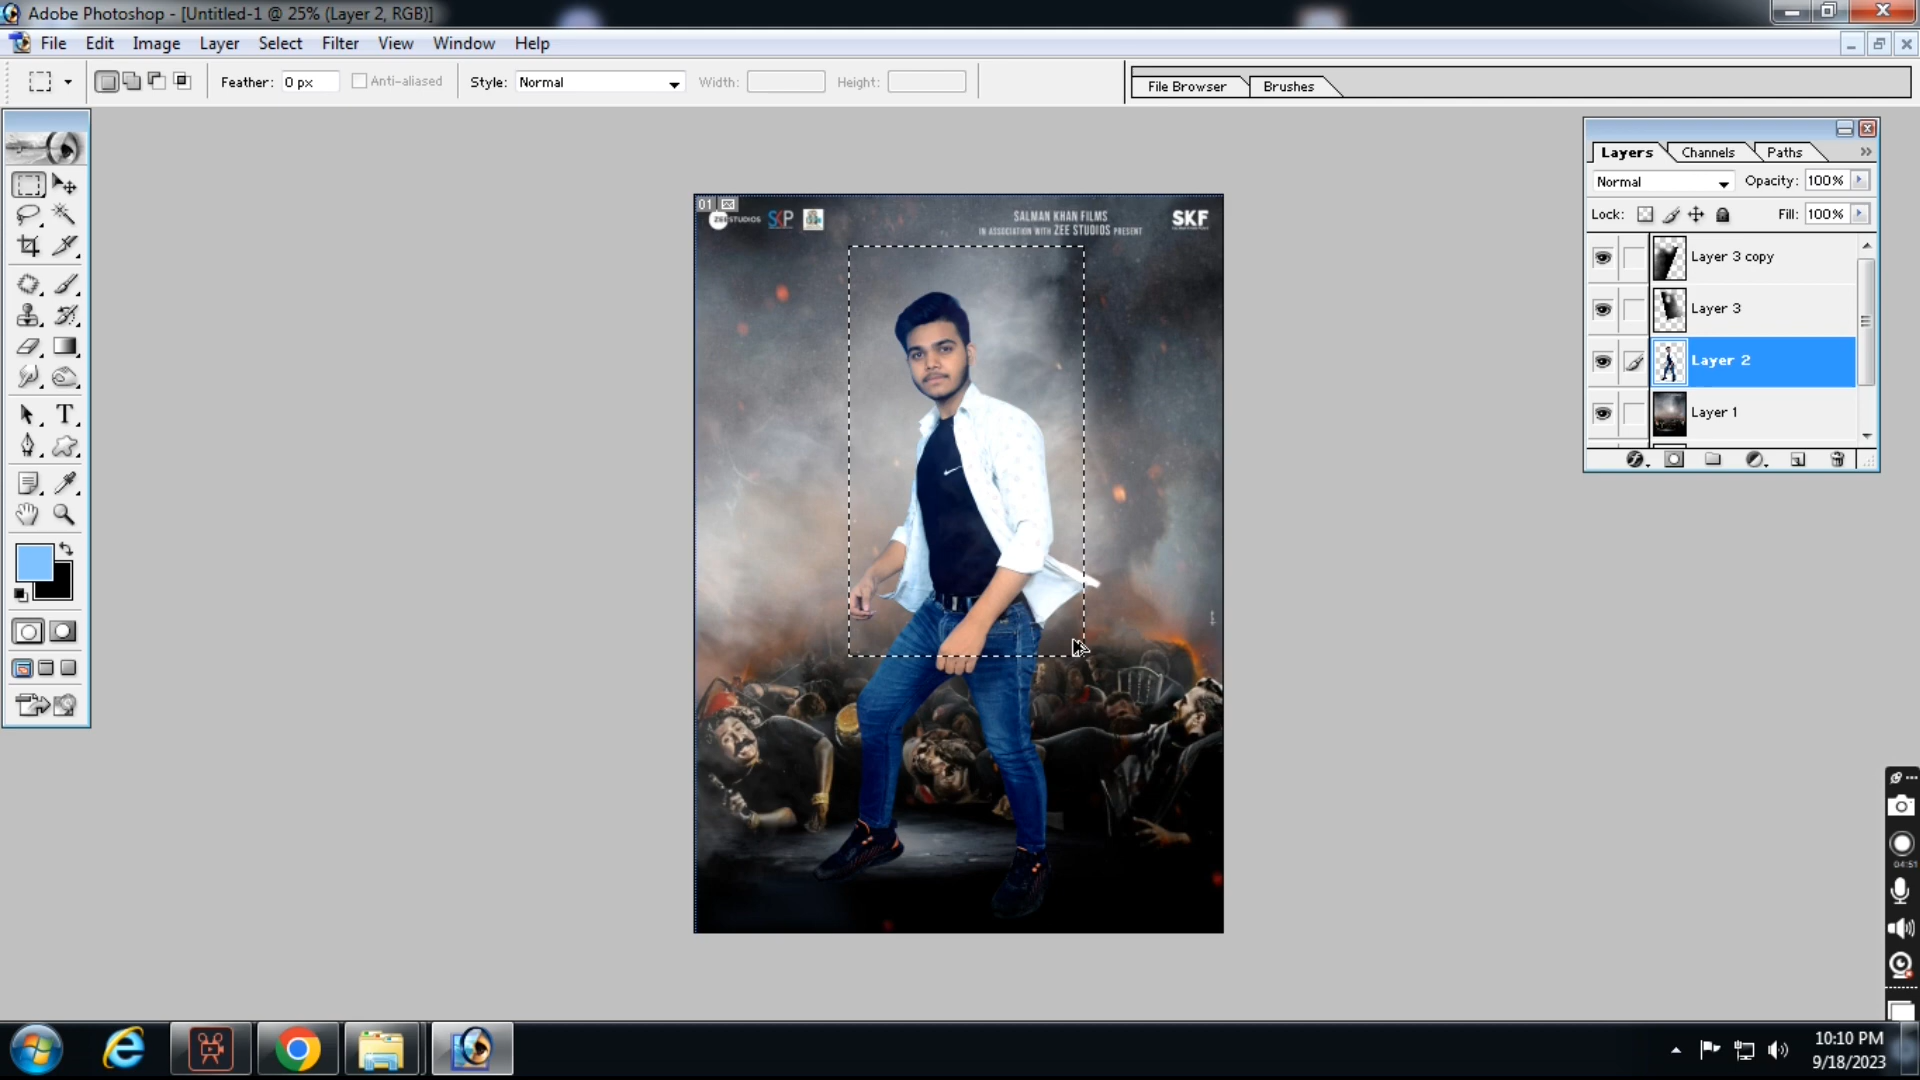 Adobe Photoshop - [Untitled-1 @ 25% (Layer 2, RGB)]
File Edit Image Layer Select Filter View Window Help
Feather: 0 px Anti-aliased Style: Normal Width: Height: File Browser Brushes
Layers Channels Paths
Normal Opacity: 100%
Lock: Fill: 100%
Layer 3 copy
Layer 3
Layer 2
Layer 1
01
ZEE STUDIOS SKP
SALMAN KHAN FILMS
IN ASSOCIATION WITH ZEE STUDIOS PRESENT
SKF
T
04:51
10:10 PM
9/18/2023